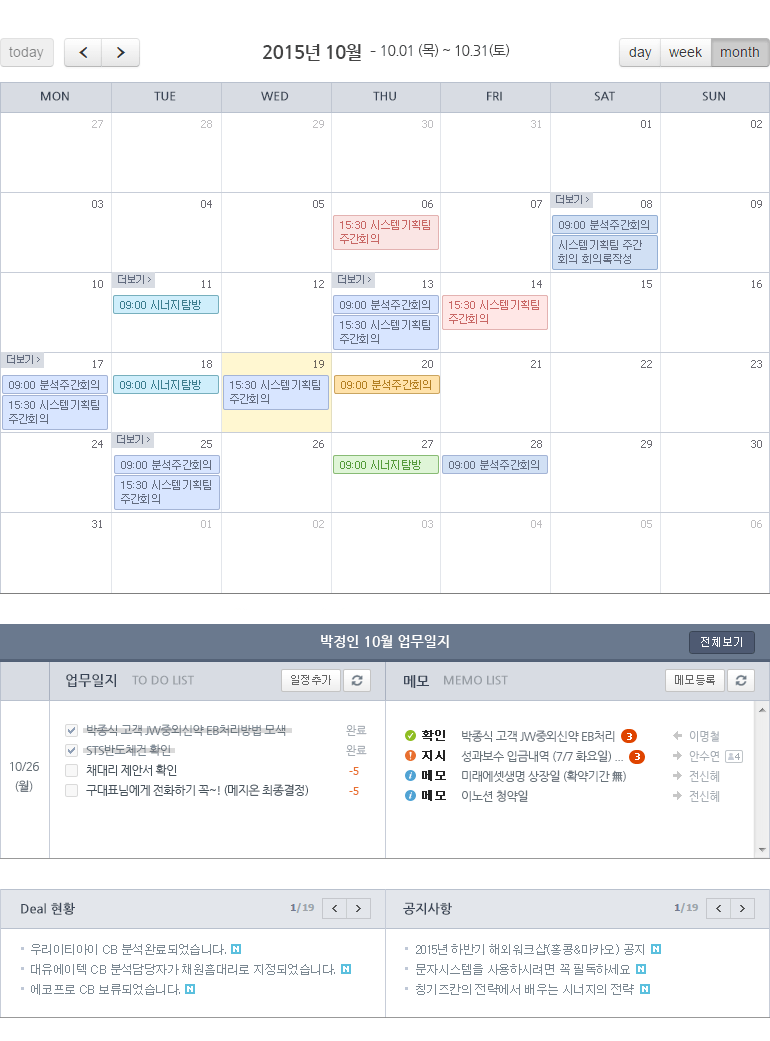 today
2015년 10월 - 10.01 (목) ~ 10.31(토)
day week month
MON TUE WED THU FRI SAT SUN
27 28 29 30 31 01 02
03 04 05 06 07 더보기 08 09
15:30 시스템기획팀
주간회의
09:00 분석주간회의
시스템기획팀 주간
회의 회의록작성
10 더보기 11 12 더보기 13 14 15 16
09:00 시너지탐방
09:00 분석주간회의
15:30 시스템기획팀
주간회의
15:30 시스템기획팀
주간회의
더보기 17 18 19 20 21 22 23
09:00 분석주간회의
15:30 시스템기획팀
주간회의
09:00 시너지탐방
15:30 시스템기획팀
주간회의
09:00 분석주간회의
24 더보기 25 26 27 28 29 30
09:00 분석주간회의
15:30 시스템기획팀
주간회의
09:00 시너지탐방
09:00 분석주간회의
31 01 02 03 04 05 06
박정인 10월 업무일지
전체보기
업무일지 TO DO LIST 일정추가
메모 MEMO LIST 메모등록
10/26
(월)
박종식 고객 JW중외신약 EB처리방법 모색 완료
STS반도체건 확인 완료
채대리 제안서 확인 -5
구대표님에게 전화하기 꼭~! (메지온 최종결정) -5
확인 박종식 고객 JW중외신약 EB처리 3 이명철
지시 성과보수 입금내역 (7/7 화요일) ... 3 안수연 4
메모 미래에셋생명 상장일 (확약기간 無) 전신혜
메모 이노션 청약일 전신혜
Deal 현황 1/19
우리이티아이 CB 분석완료되었습니다. N
대유에이텍 CB 분석담당자가 채원홈대리로 지정되었습니다. N
에코프로 CB 보류되었습니다. N
공지사항 1/19
2015년 하반기 해외워크샵(홍콩&마카오) 공지 N
문자시스템을 사용하시려면 꼭 필독하세요 N
칭기즈칸의 전략에서 배우는 시너지의 전략 N